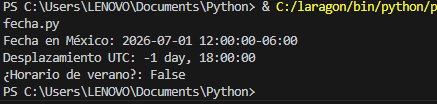 PS C:\Users\LENOVO\Documents\Python> & C:/laragon/bin/python/p
fecha.py
Fecha en México: 2026-07-01 12:00:00-06:00
Desplazamiento UTC: -1 day, 18:00:00
¿Horario de verano?: False
PS C:\Users\LENOVO\Documents\Python>